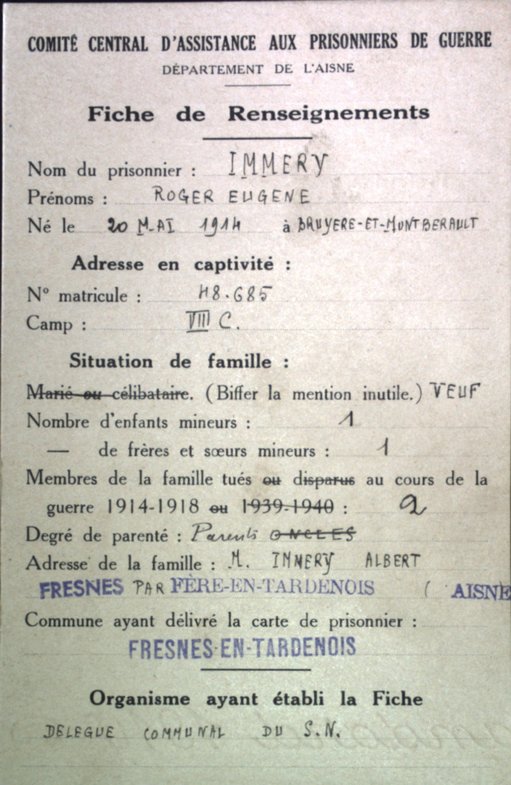 COMITÉ CENTRAL D'ASSISTANCE AUX PRISONNIERS DE GUERRE
DÉPARTEMENT DE L'AISNE
Fiche de Renseignements
Nom du prisonnier : IMMERY
Prénoms : ROGER EUGENE
Né le 20 MAI 1914 à BRUYERE-ET-MONTBERAULT
Adresse en captivité :
N° matricule : 48.685
Camp : VIII C.
Situation de famille :
Marié ou célibataire. (Biffer la mention inutile.) VEUF
Nombre d'enfants mineurs : 1
— de frères et sœurs mineurs : 1
Membres de la famille tués ou disparus au cours de la
guerre 1914-1918 ou 1939-1940 : 2
Degré de parenté : Parents ONCLES
Adresse de la famille : M. IMMERY ALBERT
FRESNES PAR FÈRE-EN-TARDENOIS ( AISNE
Commune ayant délivré la carte de prisonnier :
FRESNES-EN-TARDENOIS
Organisme ayant établi la Fiche
DELEGUE COMMUNAL DU S.N.